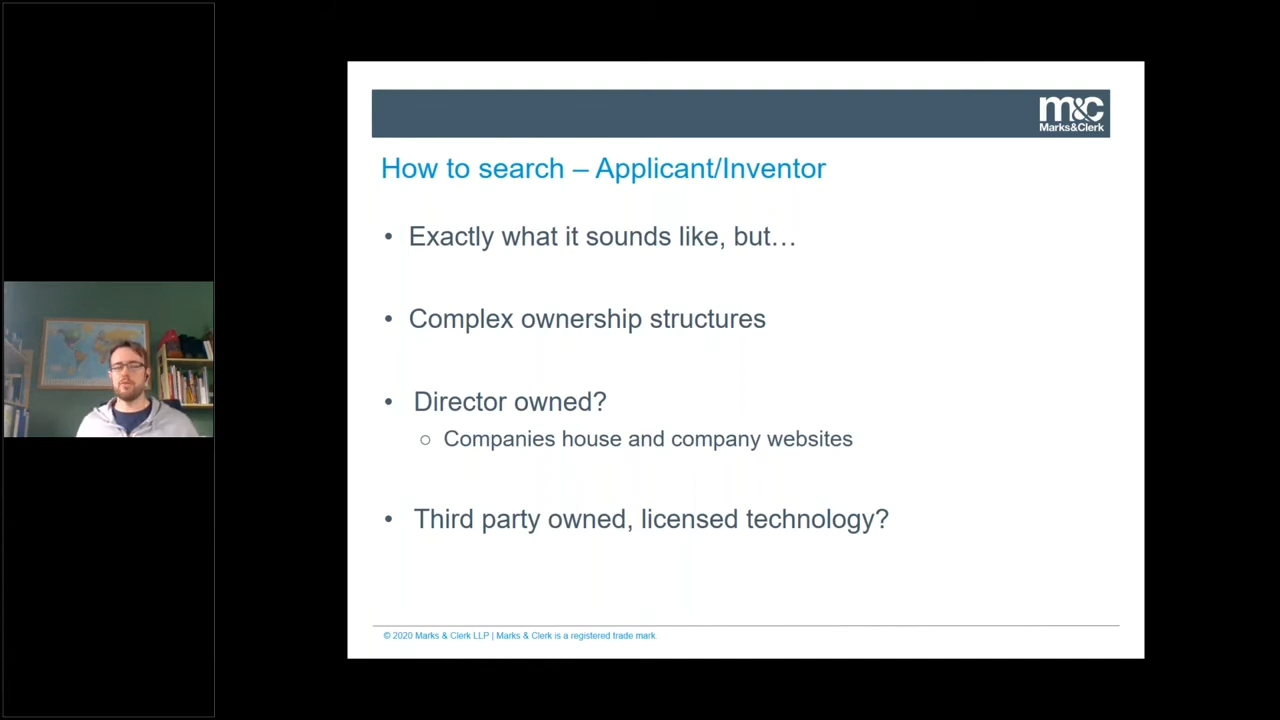 m&c
Marks&Clerk
How to search – Applicant/Inventor
• Exactly what it sounds like, but…
• Complex ownership structures
• Director owned?
○ Companies house and company websites
• Third party owned, licensed technology?
© 2020 Marks & Clerk LLP | Marks & Clerk is a registered trade mark.